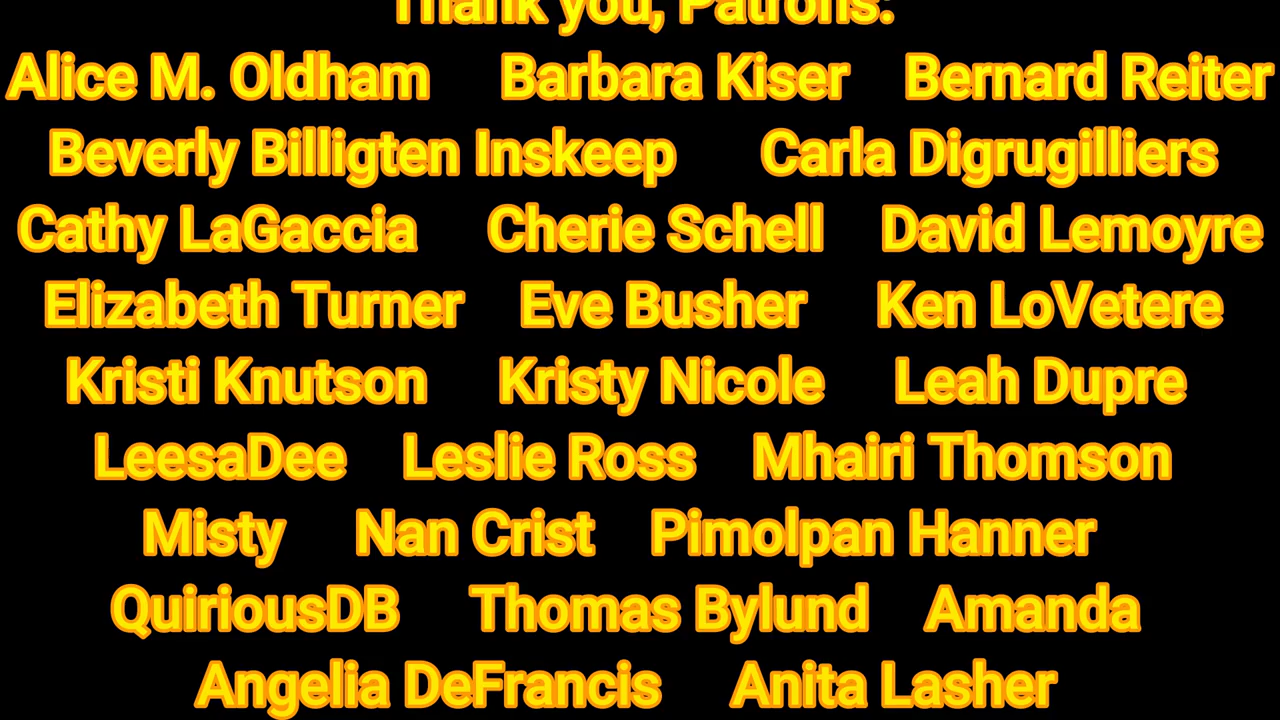 Thank you, Patrons:
Alice M. Oldham Barbara Kiser Bernard Reiter
Beverly Billigten Inskeep Carla Digrugilliers
Cathy LaGaccia Cherie Schell David Lemoyre
Elizabeth Turner Eve Busher Ken LoVetere
Kristi Knutson Kristy Nicole Leah Dupre
LeesaDee Leslie Ross Mhairi Thomson
Misty Nan Crist Pimolpan Hanner
QuiriousDB Thomas Bylund Amanda
Angelia DeFrancis Anita Lasher